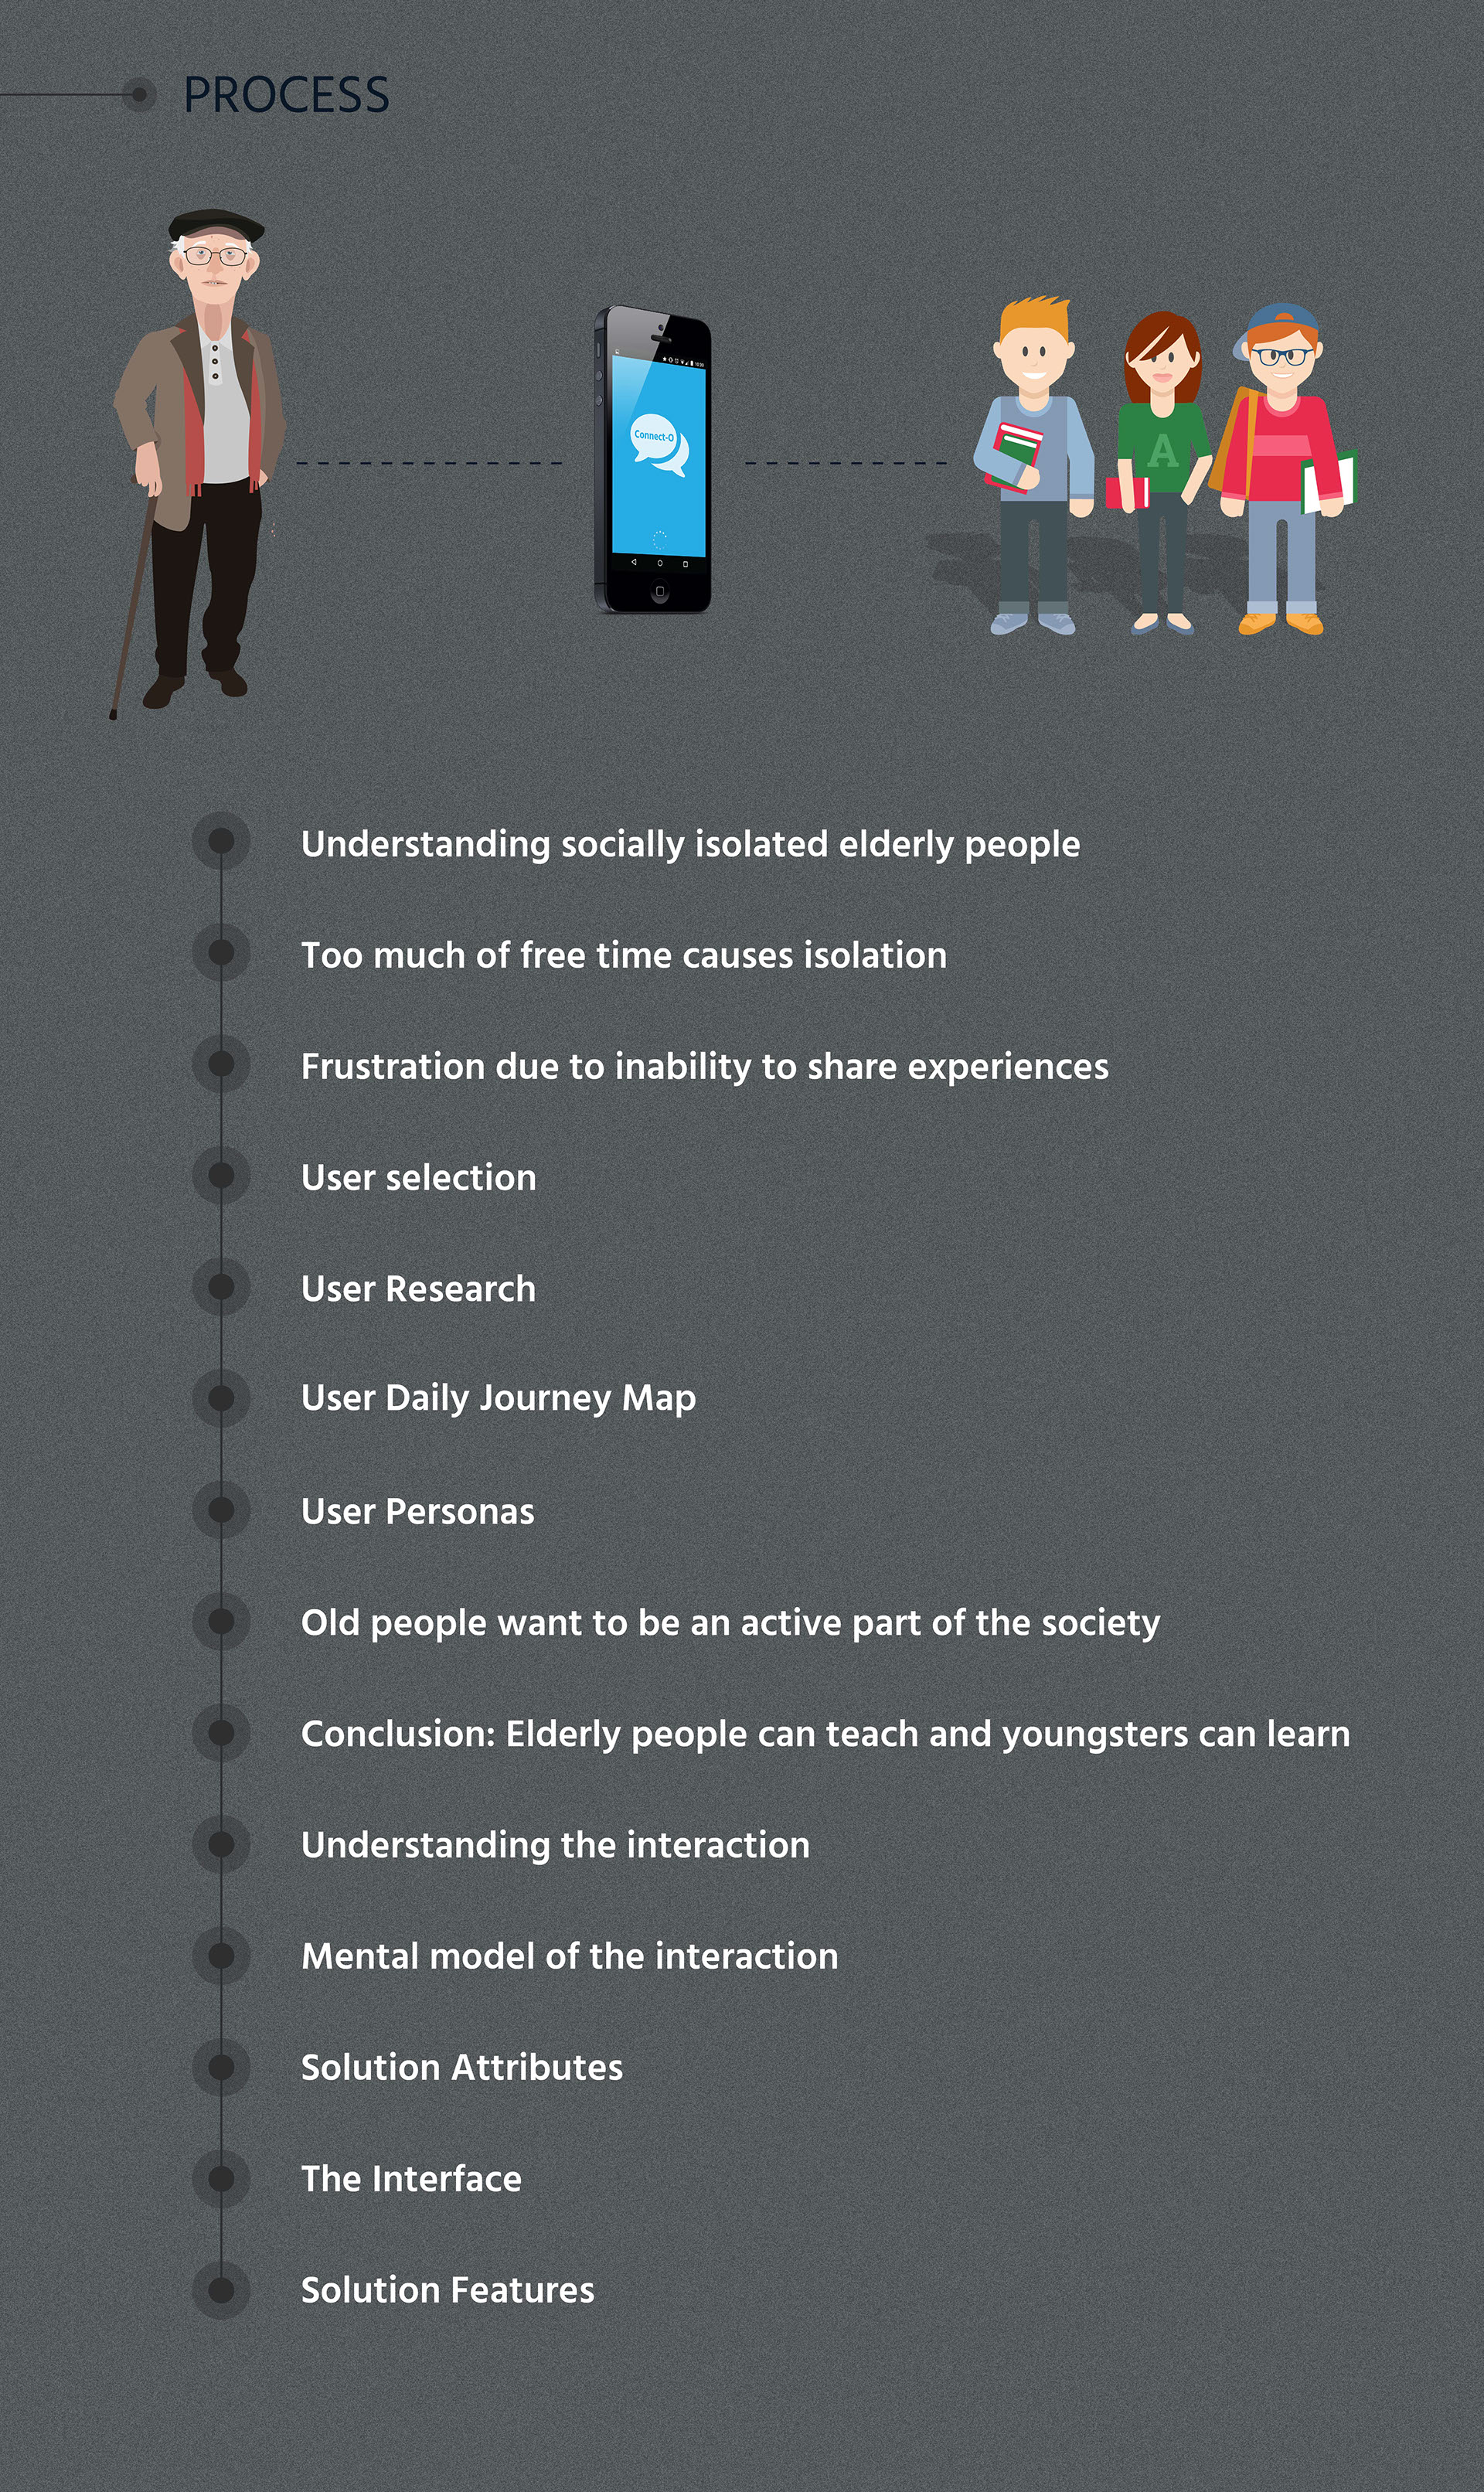 PROCESS
Connect-O
A
Understanding socially isolated elderly people
Too much of free time causes isolation
Frustration due to inability to share experiences
User selection
User Research
User Daily Journey Map
User Personas
Old people want to be an active part of the society
Conclusion: Elderly people can teach and youngsters can learn
Understanding the interaction
Mental model of the interaction
Solution Attributes
The Interface
Solution Features